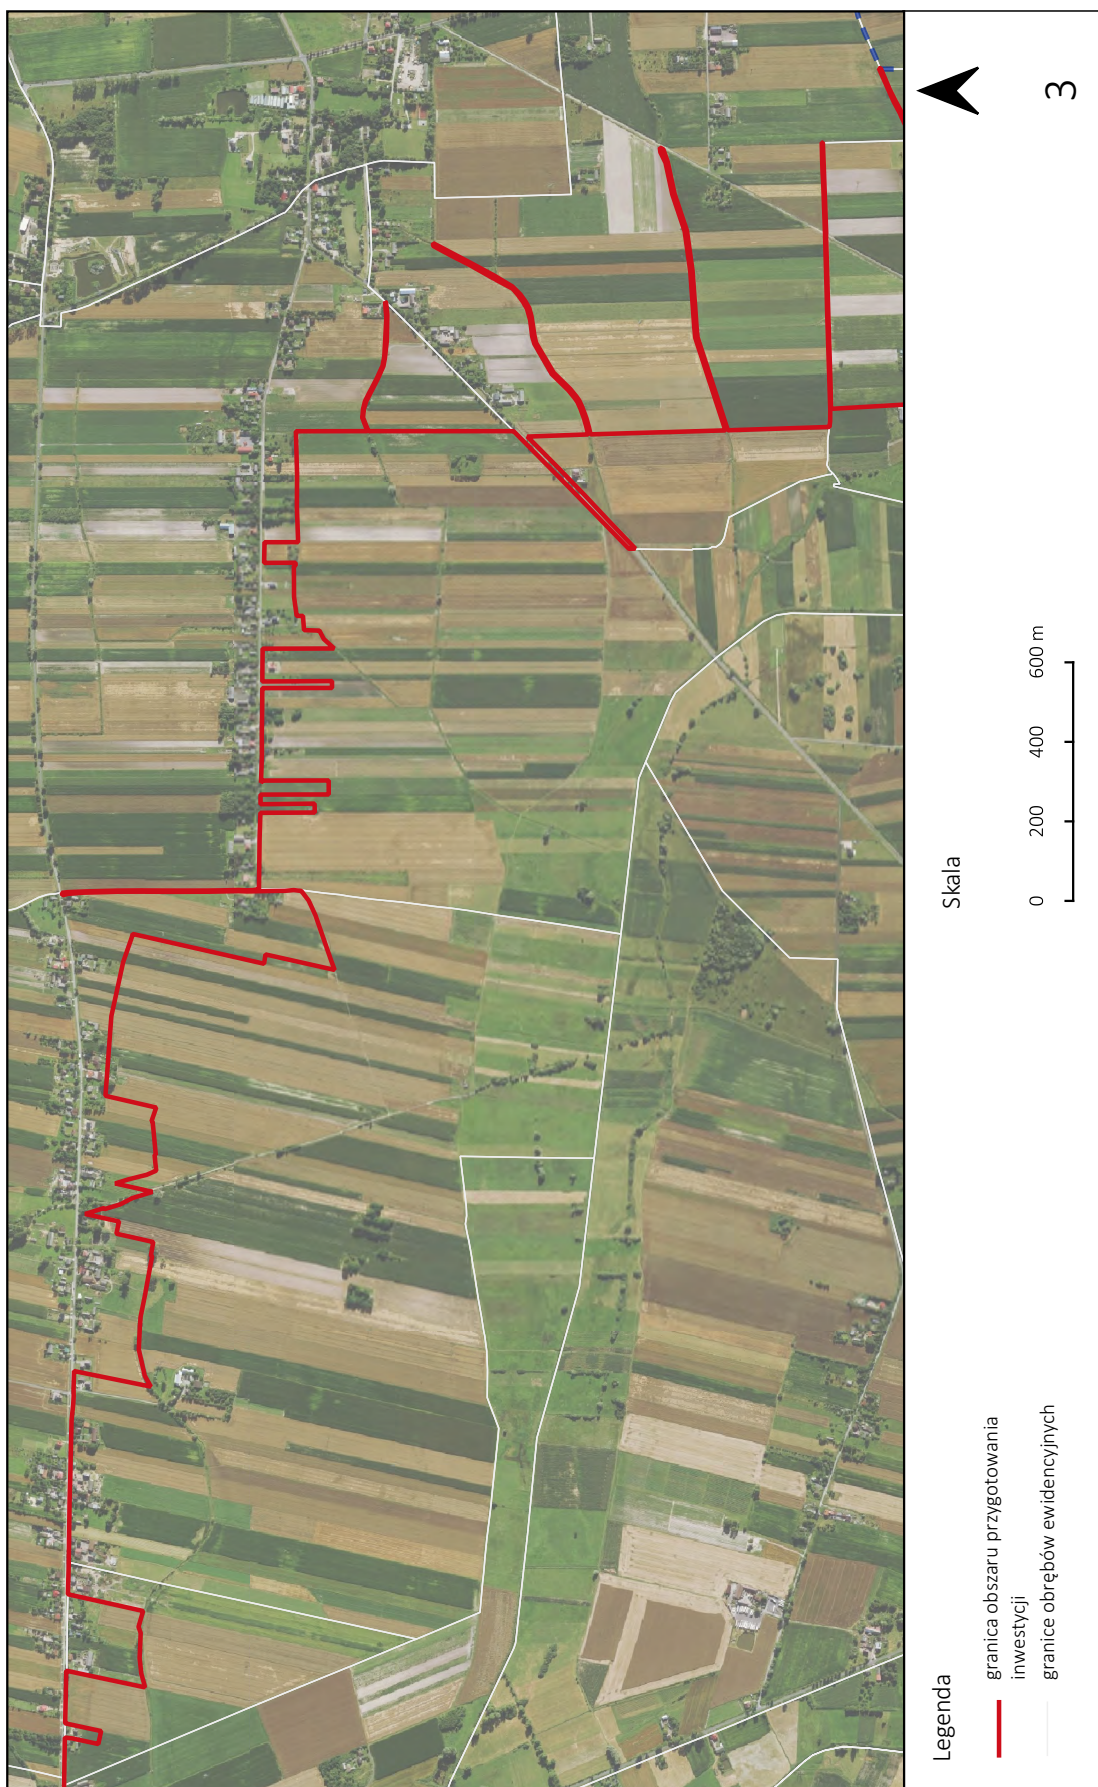 Legenda
granica obszaru przygotowania
inwestycji
granice obrębów ewidencyjnych
Skala
0 200 400 600 m
3